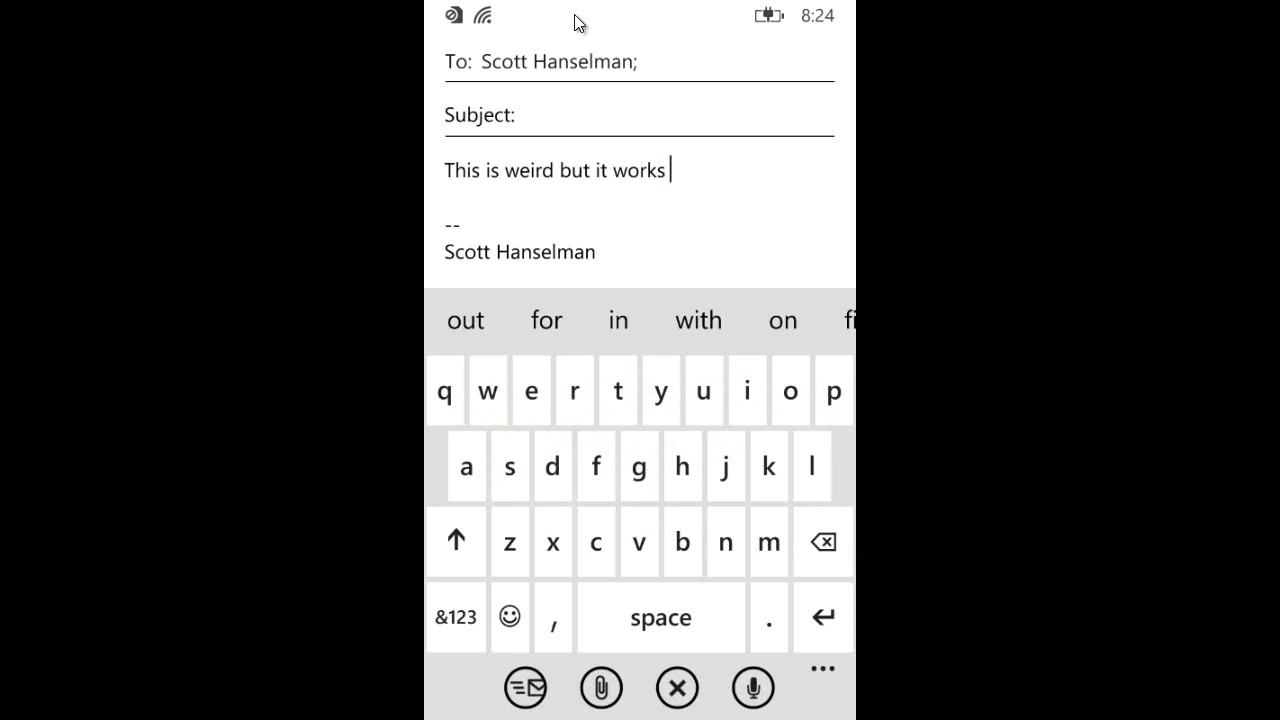 8:24
To: Scott Hanselman;
Subject:
This is weird but it works
--
Scott Hanselman
out for in with on fi
q w e r t y u i o p
a s d f g h j k l
z x c v b n m
&123 , space .
...